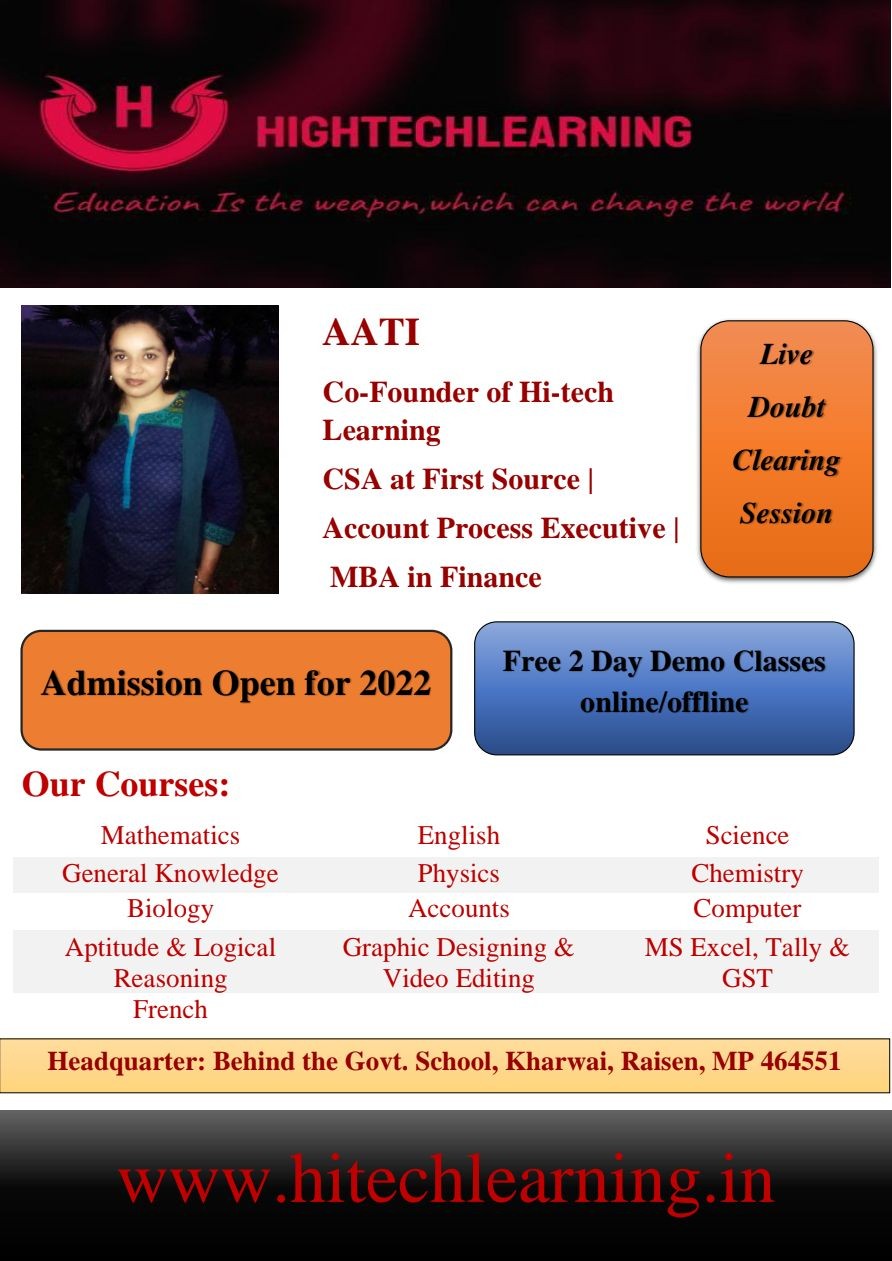 H
HIGHTECHLEARNING
Education Is the weapon,which can change the world
AATI
Co-Founder of Hi-tech
Learning
CSA at First Source |
Account Process Executive |
MBA in Finance
Live
Doubt
Clearing
Session
Admission Open for 2022
Free 2 Day Demo Classes
online/offline
Our Courses:
Mathematics English Science
General Knowledge Physics Chemistry
Biology Accounts Computer
Aptitude & Logical Graphic Designing & MS Excel, Tally &
Reasoning Video Editing GST
French
Headquarter: Behind the Govt. School, Kharwai, Raisen, MP 464551
www.hitechlearning.in